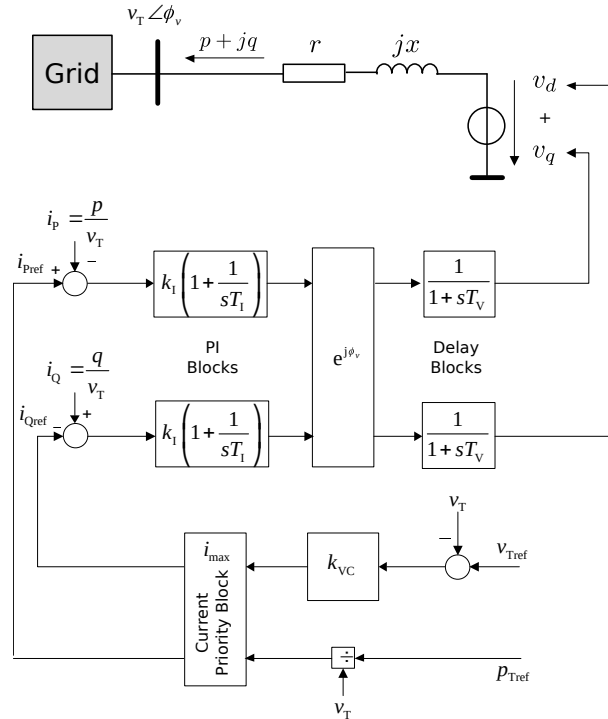 v_T∠ϕ_v
p + jq
r
jx
Grid
v_d
+
v_q
i_P = p/v_T
−
i_Pref
+
k_I(1+1/(sT_I))
1/(1+sT_V)
PI
Blocks
e^{jϕ_v}
Delay
Blocks
i_Q = q/v_T
+
i_Qref
−
k_I(1+1/(sT_I))
1/(1+sT_V)
v_T
−
v_Tref
i_max
k_VC
Current
Priority Block
÷
p_Tref
v_T